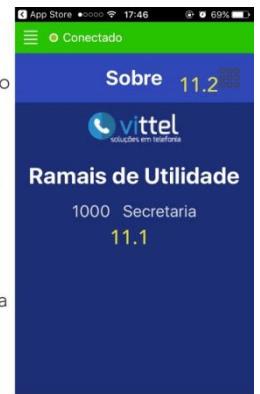 App Store 17:46 69%
Conectado
Sobre 11.2
o
vittel
soluções em telefonia
Ramais de Utilidade
1000 Secretaria
11.1
a